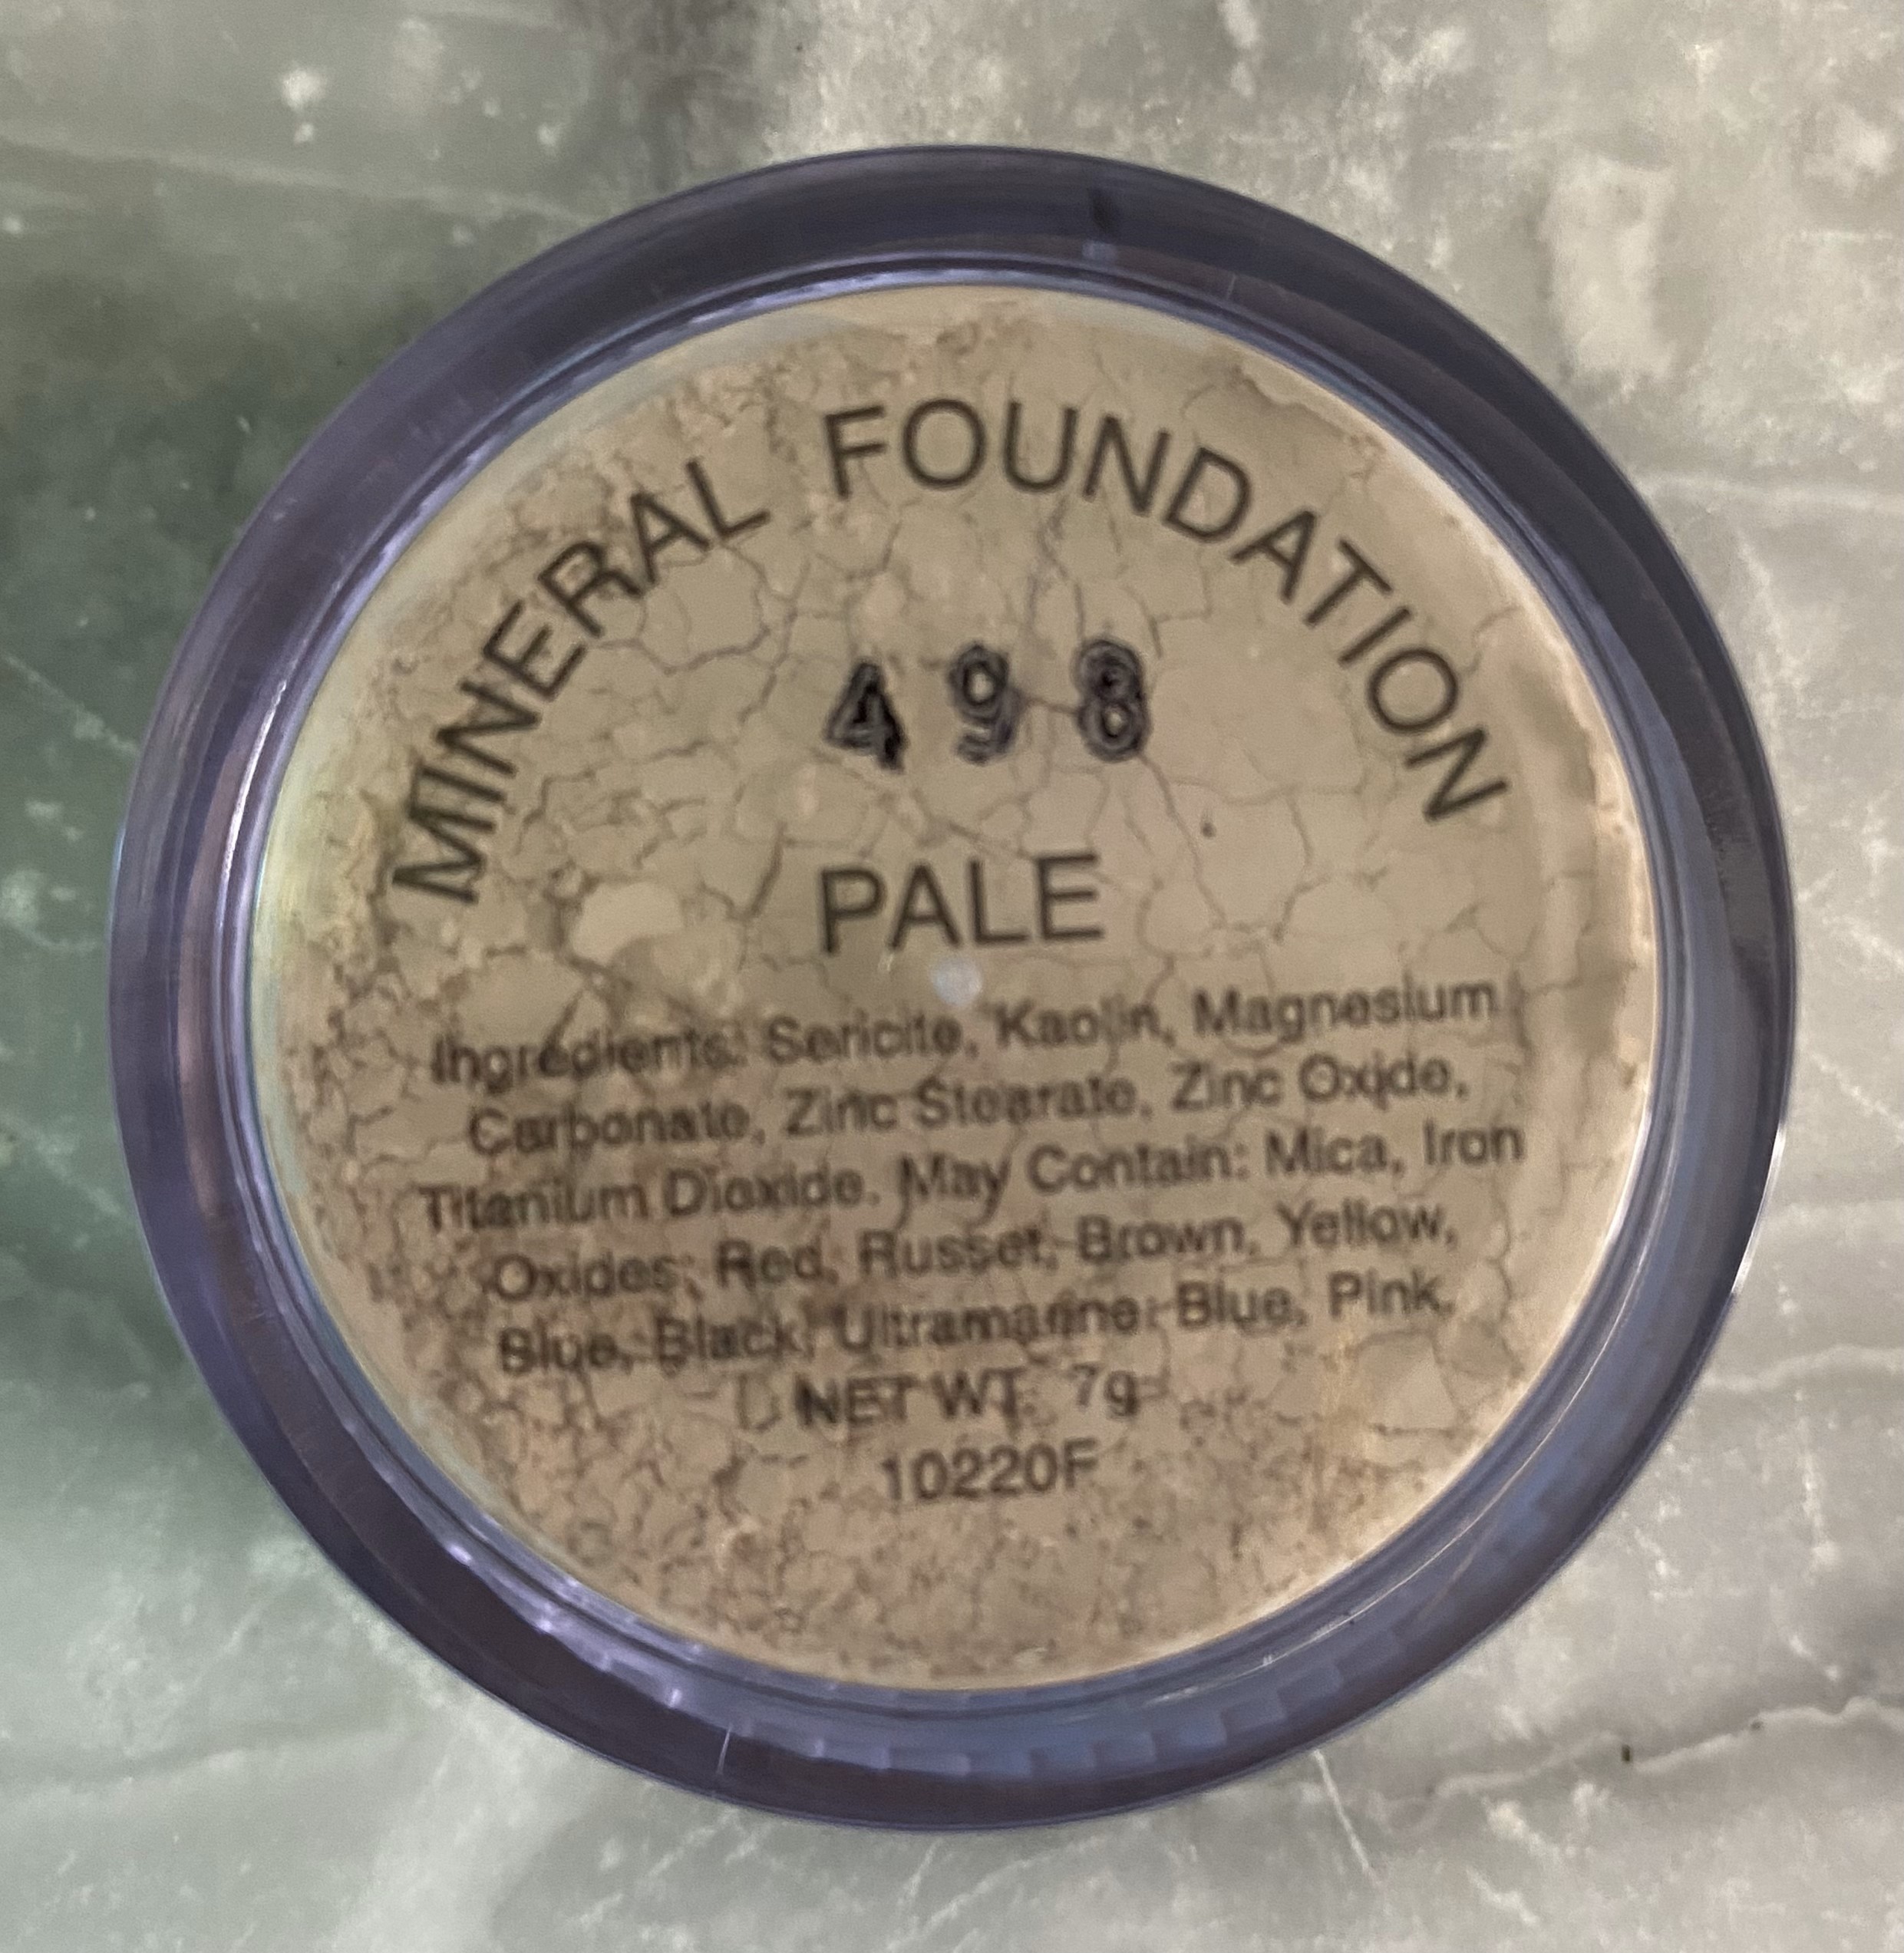 MINERAL FOUNDATION
498
PALE
Ingredients: Sericite, Kaolin, Magnesium
Carbonate, Zinc Stearate, Zinc Oxide,
Titanium Dioxide. May Contain: Mica, Iron
Oxides; Red, Russet, Brown, Yellow,
Blue, Black, Ultramarine: Blue, Pink.
NET WT. 7g
10220F